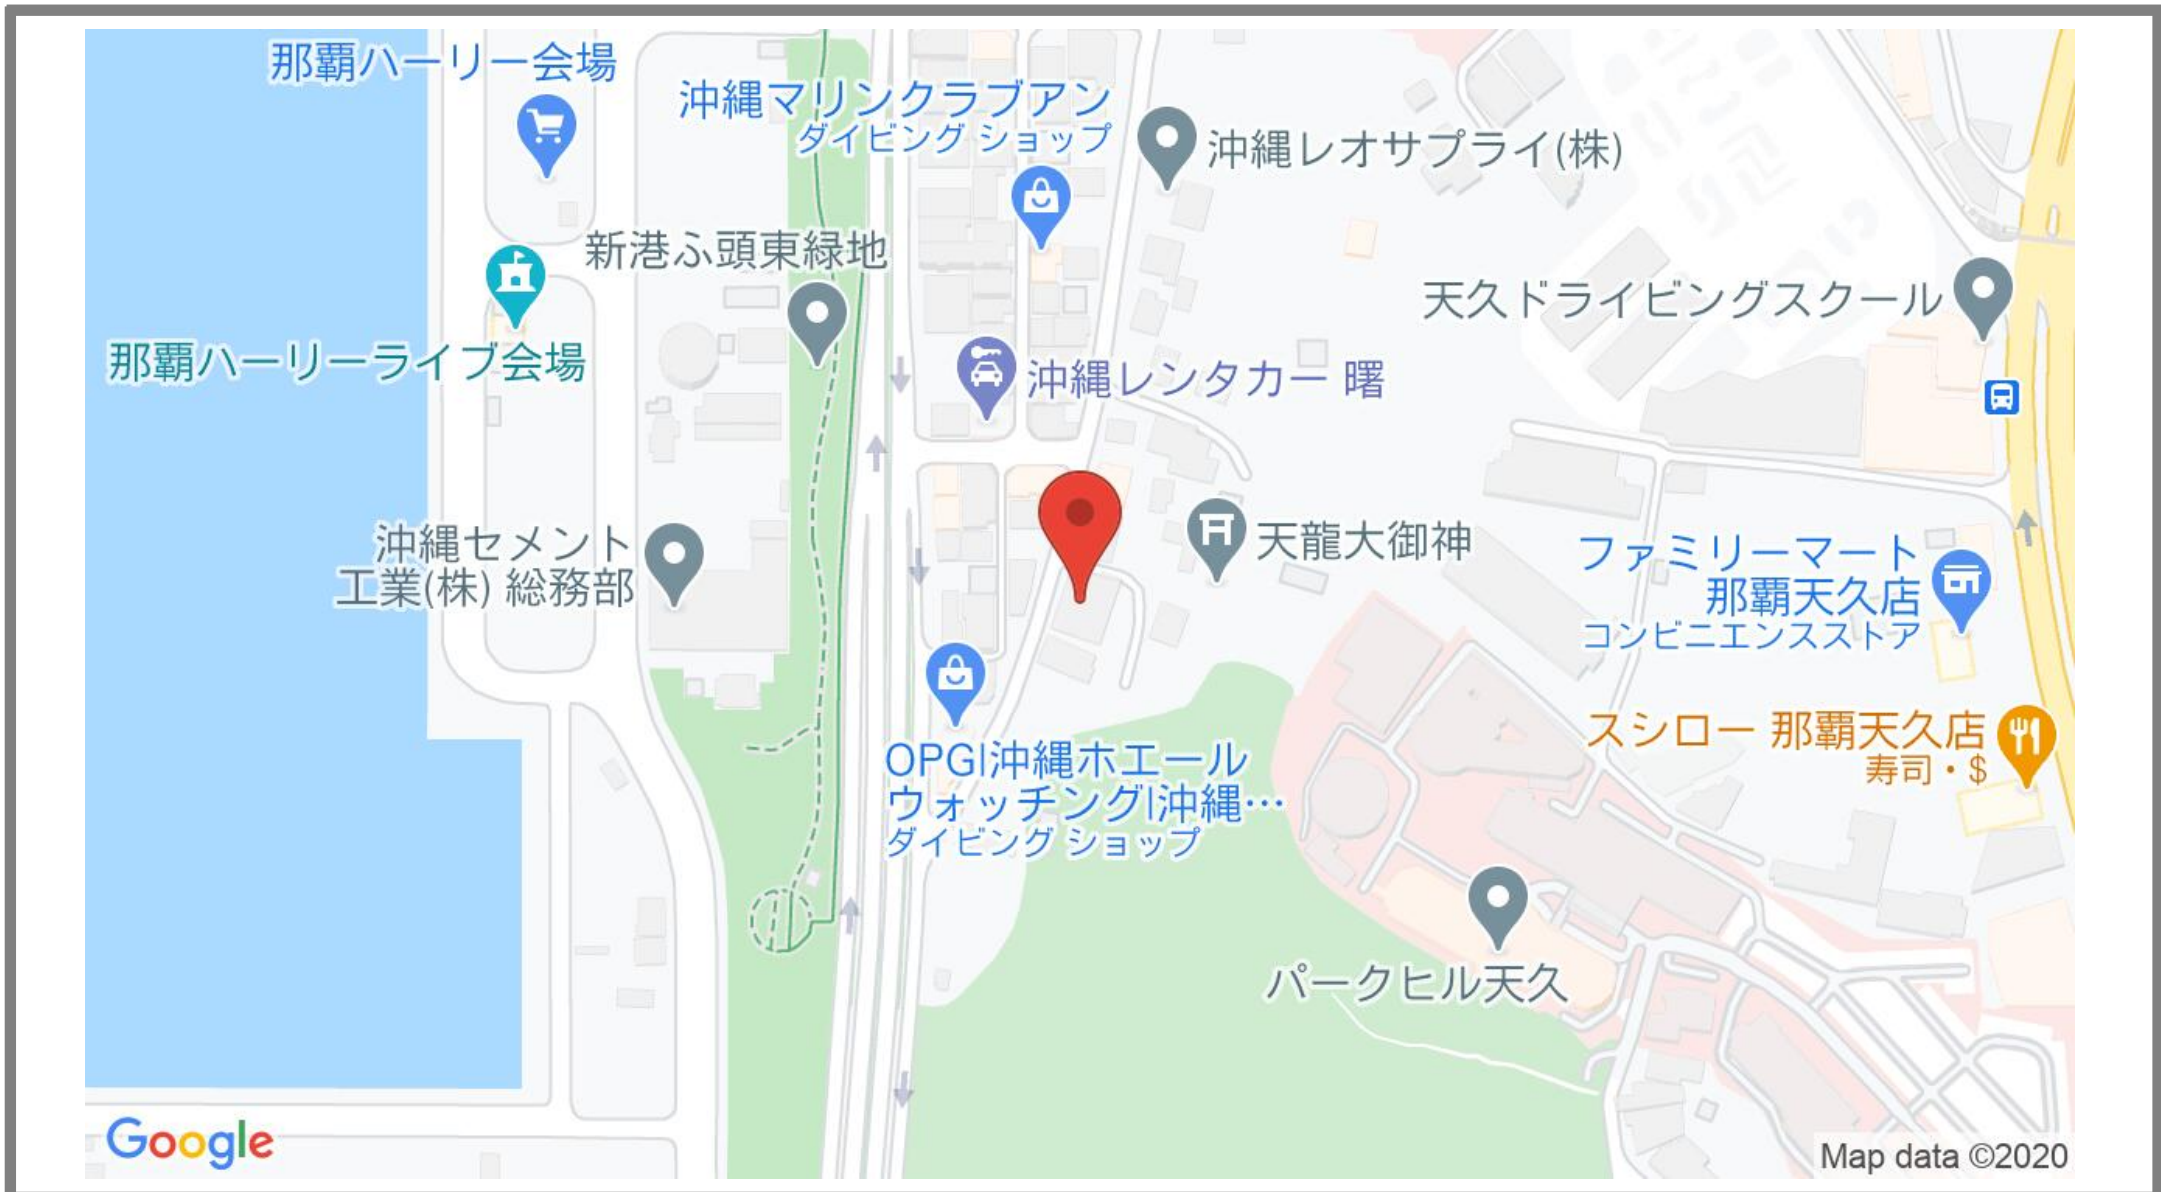 那覇ハーリー会場
沖縄マリンクラブアン
ダイビング ショップ
沖縄レオサプライ(株)
新港ふ頭東緑地
天久ドライビングスクール
那覇ハーリーライブ会場
沖縄レンタカー 曙
沖縄セメント
工業(株) 総務部
天龍大御神
ファミリーマート
那覇天久店
コンビニエンスストア
スシロー 那覇天久店
寿司・$
OPG|沖縄ホエール
ウォッチング|沖縄…
ダイビング ショップ
パークヒル天久
Google
Map data ©2020